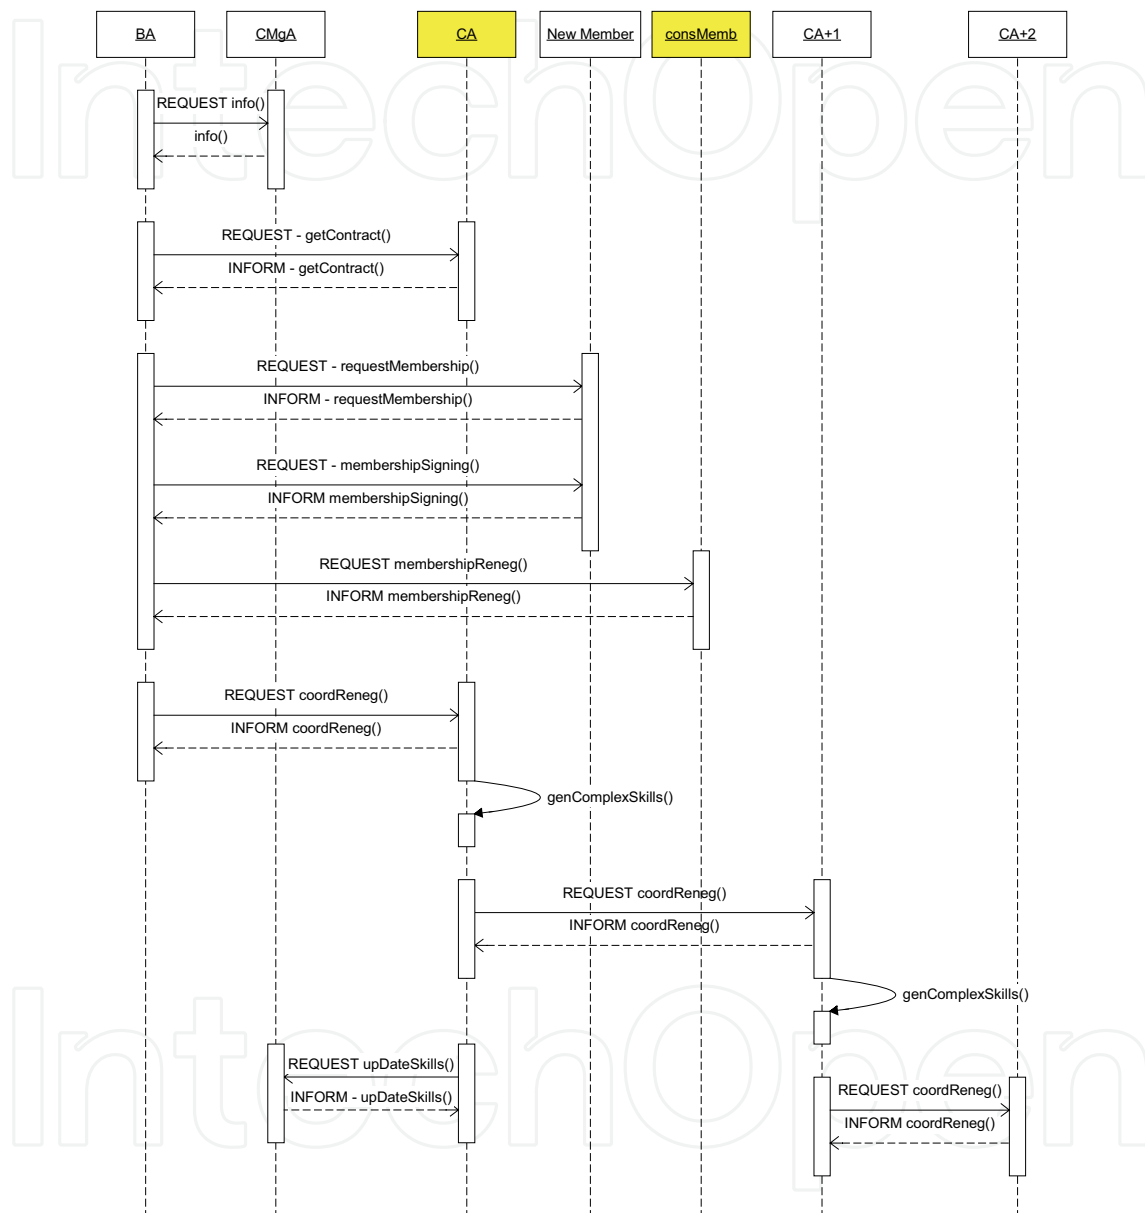 BA
CMgA
CA
New Member
consMemb
CA+1
CA+2
IntechOpen
REQUEST info()
info()
REQUEST - getContract()
INFORM - getContract()
REQUEST - requestMembership()
INFORM - requestMembership()
REQUEST - membershipSigning()
INFORM membershipSigning()
REQUEST membershipReneg()
INFORM membershipReneg()
REQUEST coordReneg()
INFORM coordReneg()
genComplexSkills()
REQUEST coordReneg()
INFORM coordReneg()
genComplexSkills()
IntechOpen
REQUEST upDateSkills()
INFORM - upDateSkills()
REQUEST coordReneg()
INFORM coordReneg()